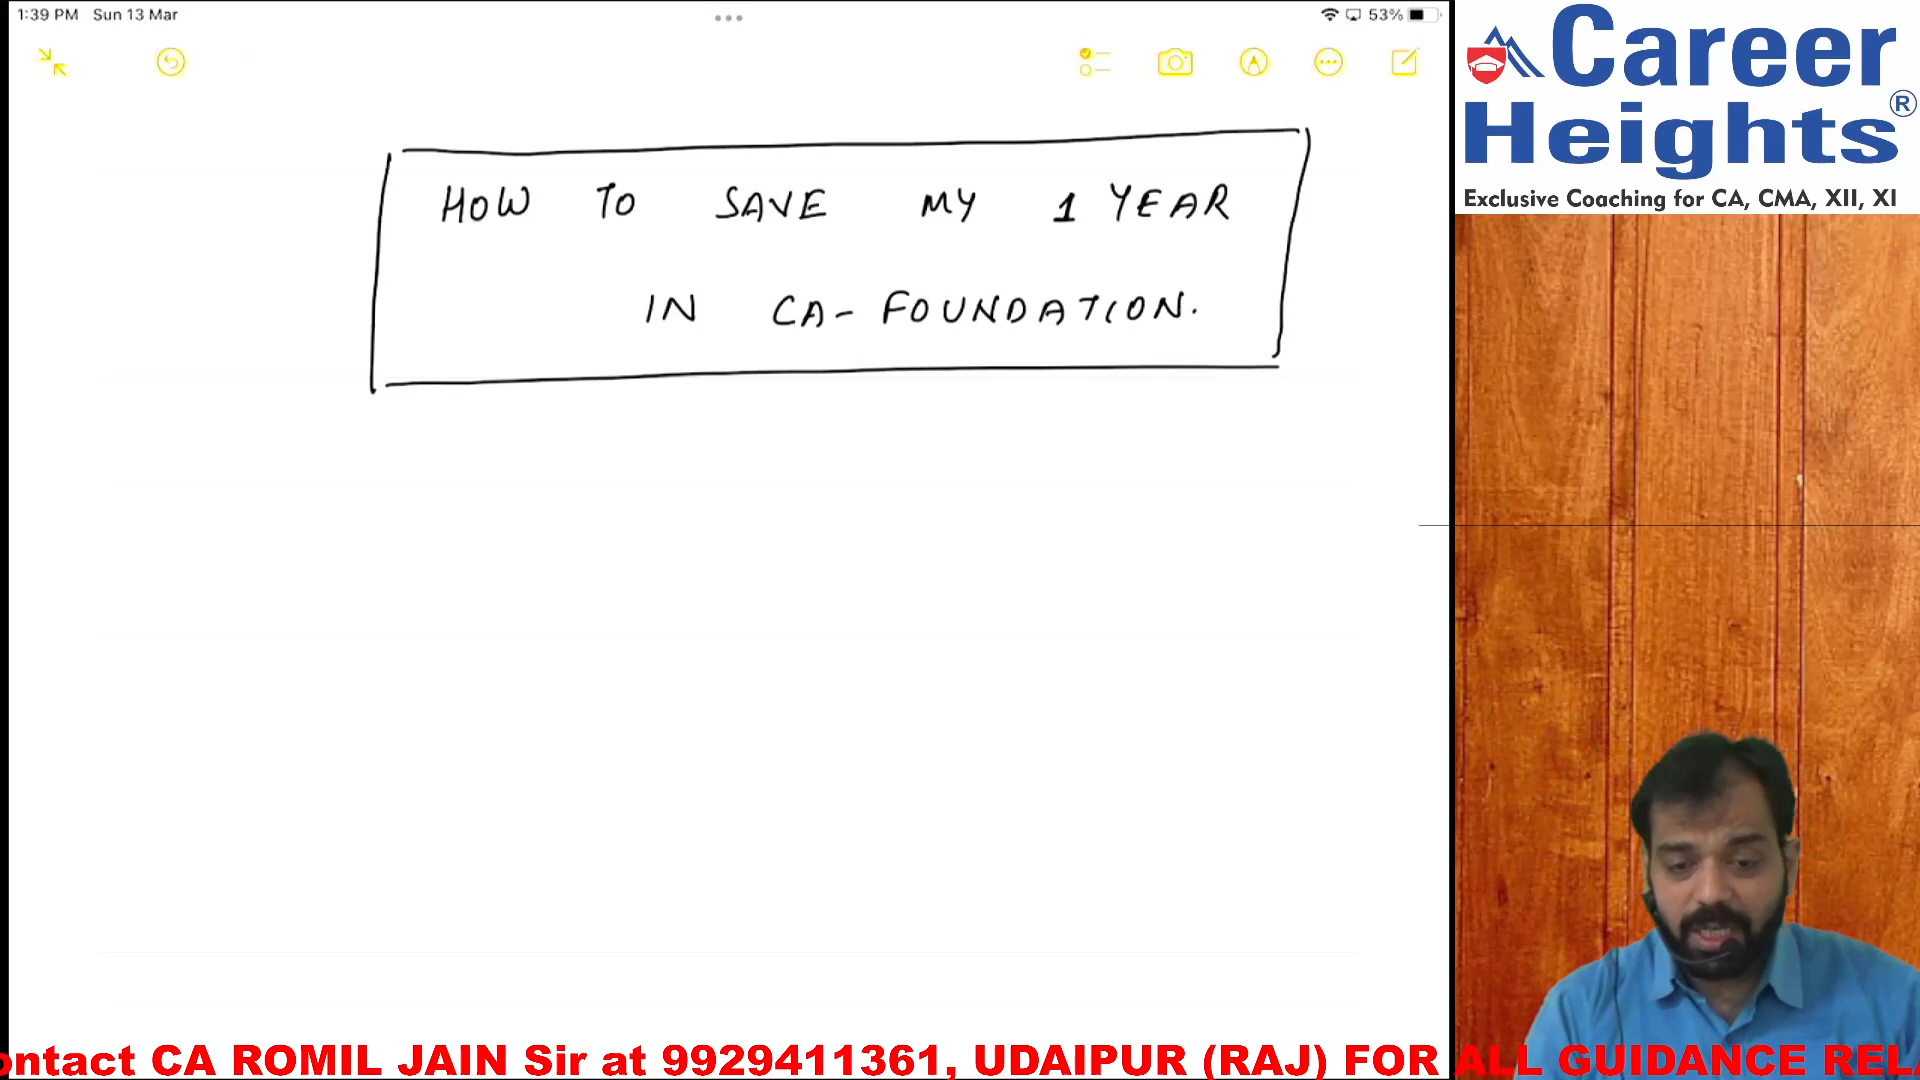 1:39 PM Sun 13 Mar
53%
Career
Heights®
Exclusive Coaching for CA, CMA, XII, XI
HOW TO SAVE MY 1 YEAR
IN CA- FOUNDATION.
ontact CA ROMIL JAIN Sir at 9929411361, UDAIPUR (RAJ) FOR ALL GUIDANCE REL